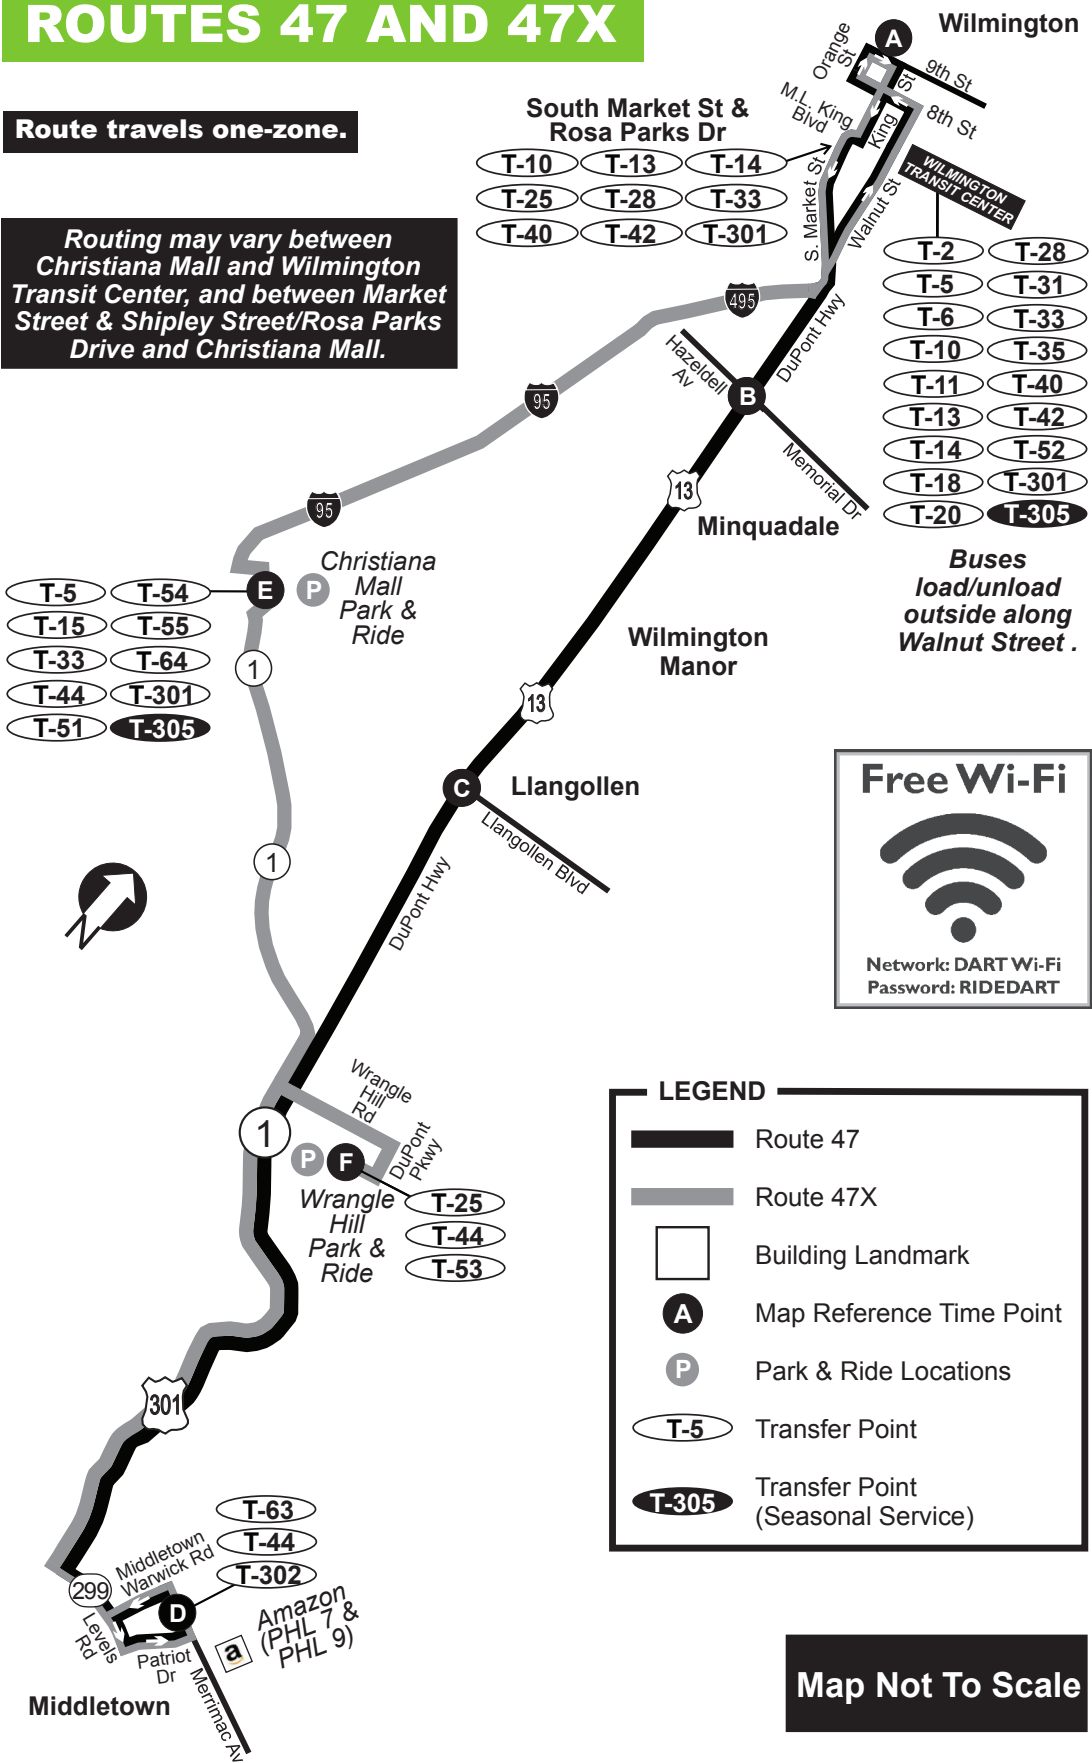 ROUTES 47 AND 47X
Route travels one-zone.
Routing may vary between
Christiana Mall and Wilmington
Transit Center, and between Market
Street & Shipley Street/Rosa Parks
Drive and Christiana Mall.
Wilmington
A
Orange
St
9th St
St
King
8th St
M.L. King
Blvd
S. Market St
Walnut St
South Market St &
Rosa Parks Dr
T-10 T-13 T-14
T-25 T-28 T-33
T-40 T-42 T-301
WILMINGTON
TRANSIT CENTER
T-2 T-28
T-5 T-31
T-6 T-33
T-10 T-35
T-11 T-40
T-13 T-42
T-14 T-52
T-18 T-301
T-20 T-305
Buses
load/unload
outside along
Walnut Street .
495
95
95
DuPont Hwy
Hazeldell
Av
B
Memorial Dr
13
Minquadale
Wilmington
Manor
13
E
P
Christiana
Mall
Park &
Ride
T-5 T-54
T-15 T-55
T-33 T-64
T-44 T-301
T-51 T-305
1
1
C
Llangollen
Llangollen Blvd
DuPont Hwy
N
Free Wi-Fi
Network: DART Wi-Fi
Password: RIDEDART
Wrangle
Hill
Rd
DuPont
Pkwy
1
P
F
Wrangle
Hill
Park &
Ride
T-25
T-44
T-53
301
T-63
T-44
T-302
299
Middletown
Warwick Rd
D
Levels
Rd
Patriot
Dr
a
Amazon
(PHL 7 &
PHL 9)
Merrimac Av
Middletown
LEGEND
Route 47
Route 47X
Building Landmark
A Map Reference Time Point
P Park & Ride Locations
T-5 Transfer Point
T-305 Transfer Point
(Seasonal Service)
Map Not To Scale